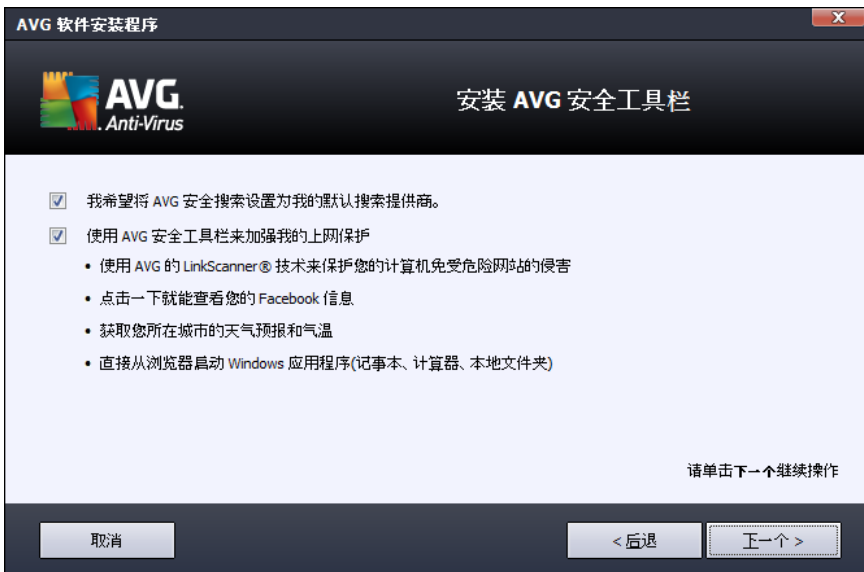 AVG 软件安装程序
AVG.
Anti-Virus
安装 AVG 安全工具栏
我希望将 AVG 安全搜索设置为我的默认搜索提供商。
使用 AVG 安全工具栏来加强我的上网保护
• 使用 AVG 的 LinkScanner® 技术来保护您的计算机免受危险网站的侵害
• 点击一下就能查看您的 Facebook 信息
• 获取您所在城市的天气预报和气温
• 直接从浏览器启动 Windows 应用程序(记事本、计算器、本地文件夹)
请单击下一个继续操作
取消
< 后退
下一个 >